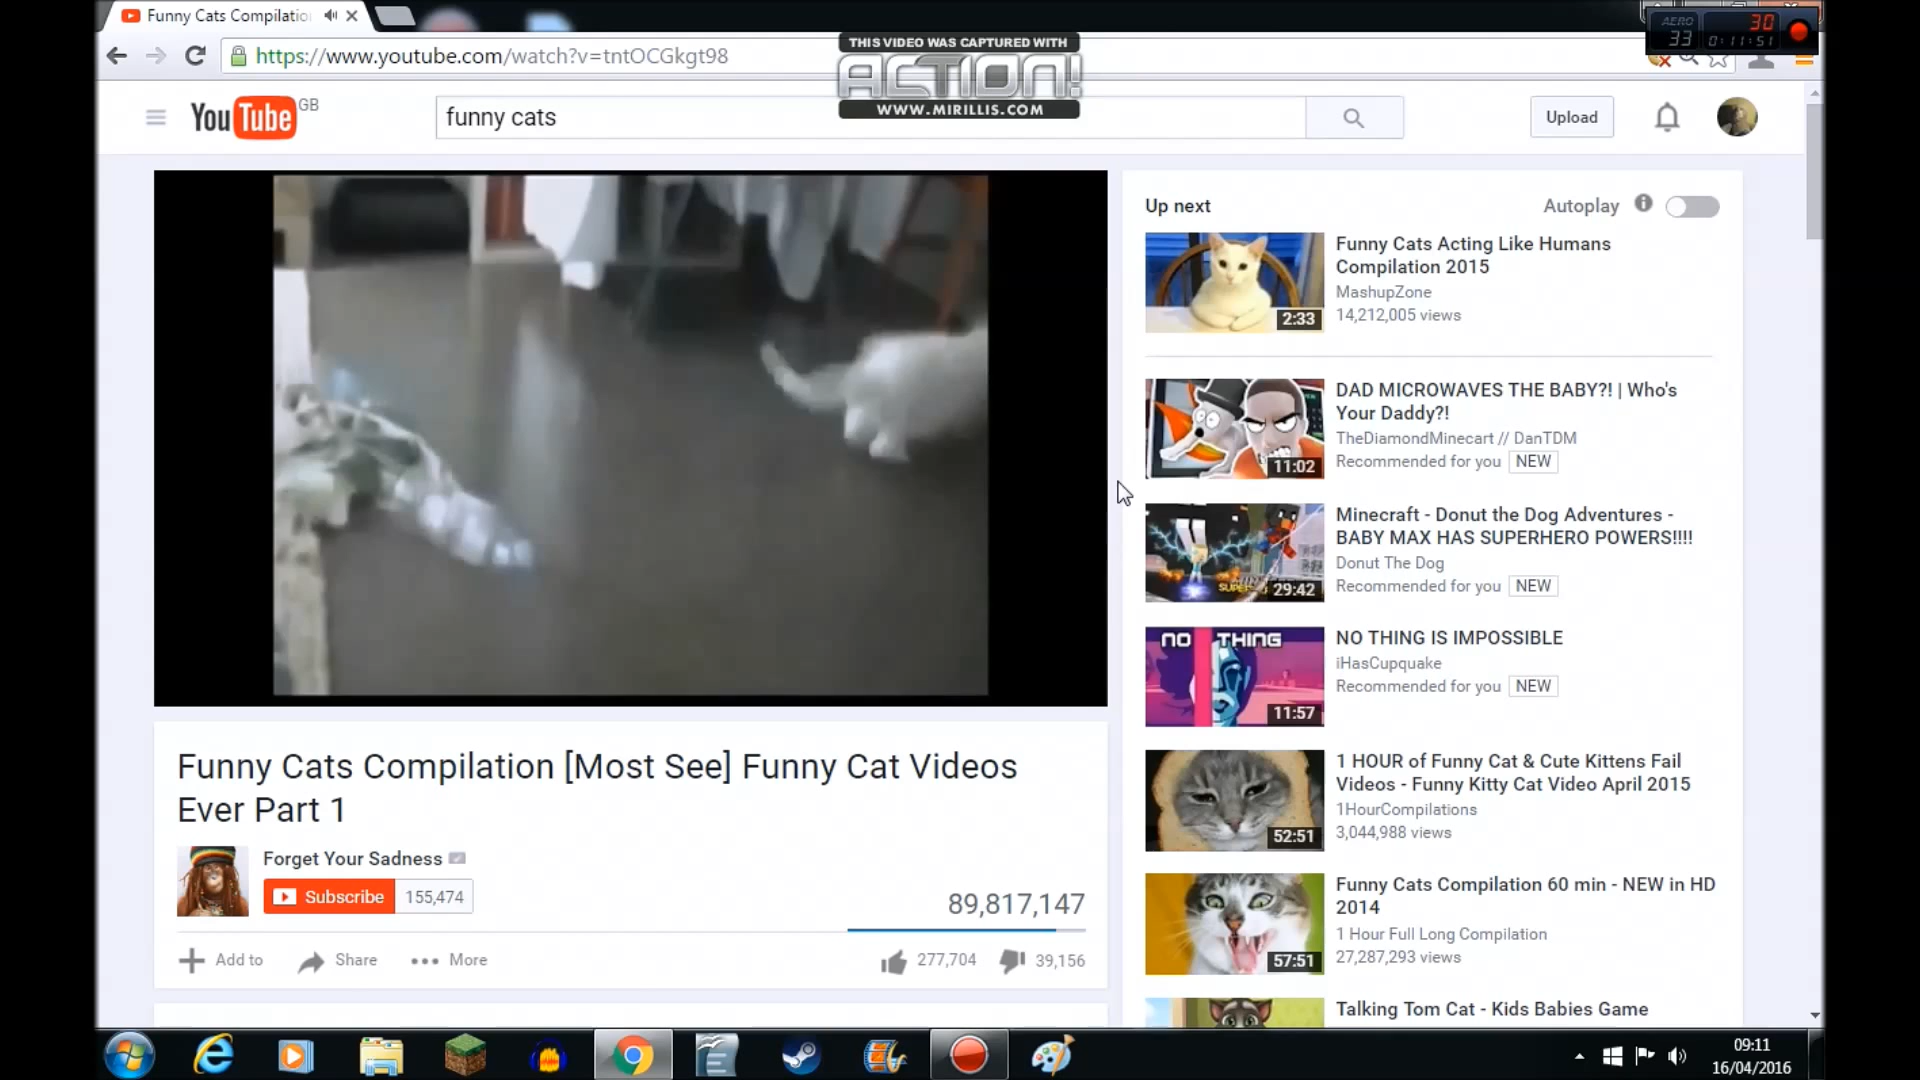 Funny Cats Compilatio
https://www.youtube.com/watch?v=tntOCGkgt98
THIS VIDEO WAS CAPTURED WITH
ACTION!
WWW.MIRILLIS.COM
AERO
33
30
0:11:51
YouTube GB
funny cats
Upload
Up next
Autoplay
Funny Cats Acting Like Humans
Compilation 2015
MashupZone
14,212,005 views
2:33
DAD MICROWAVES THE BABY?! | Who's
Your Daddy?!
TheDiamondMinecart // DanTDM
Recommended for you NEW
11:02
Minecraft - Donut the Dog Adventures -
BABY MAX HAS SUPERHERO POWERS!!!!
Donut The Dog
Recommended for you NEW
29:42
NO THING
NO THING IS IMPOSSIBLE
iHasCupquake
Recommended for you NEW
11:57
1 HOUR of Funny Cat & Cute Kittens Fail
Videos - Funny Kitty Cat Video April 2015
1HourCompilations
3,044,988 views
52:51
Funny Cats Compilation 60 min - NEW in HD
2014
1 Hour Full Long Compilation
27,287,293 views
57:51
Talking Tom Cat - Kids Babies Game
Funny Cats Compilation [Most See] Funny Cat Videos
Ever Part 1
Forget Your Sadness
Subscribe 155,474
89,817,147
Add to Share More
277,704 39,156
09:11
16/04/2016